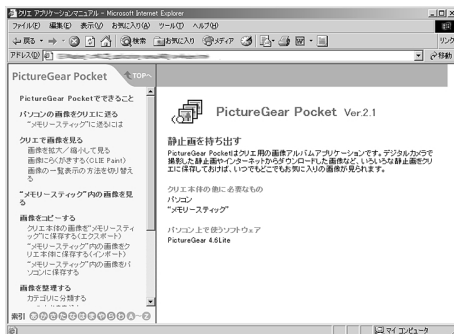 クリエ アプリケーションマニュアル - Microsoft Internet Explorer
ファイル(F) 編集(E) 表示(V) お気に入り(A) ツール(T) ヘルプ(H)
戻る 検索 お気に入り メディア リンク
アドレス(D) 移動
PictureGear Pocket TOPへ
PictureGear Pocketでできること
パソコンの画像をクリエに送る
"メモリースティック"に送るには
クリエで画像を見る
画像を拡大／縮小して見る
画像にらくがきする(CLIE Paint)
画像の一覧表示の方法を切り替え
る
"メモリースティック"内の画像を見
る
画像をコピーする
クリエ本体の画像を"メモリースティ
ック"に保存する(エクスポート)
"メモリースティック"内の画像をク
リエ本体に保存する(インポート)
"メモリースティック"内の画像をパ
ソコンに保存する
画像を整理する
カテゴリに分類する
索引 あ か さ た な は ま や ら わ A-Z
PictureGear Pocket Ver.2.1
静止画を持ち出す
PictureGear Pocketはクリエ用の画像アルバムアプリケーションです。デジタルカメラで
撮影した静止画やインターネットからダウンロードした画像など、いろいろな静止画をクリ
エに保存しておけば、いつでもどこでもお気に入りの画像が見られます。
クリエ本体の他に必要なもの
パソコン
"メモリースティック"
パソコン上で使うソフトウェア
PictureGear 4.6Lite
マイ コンピュータ